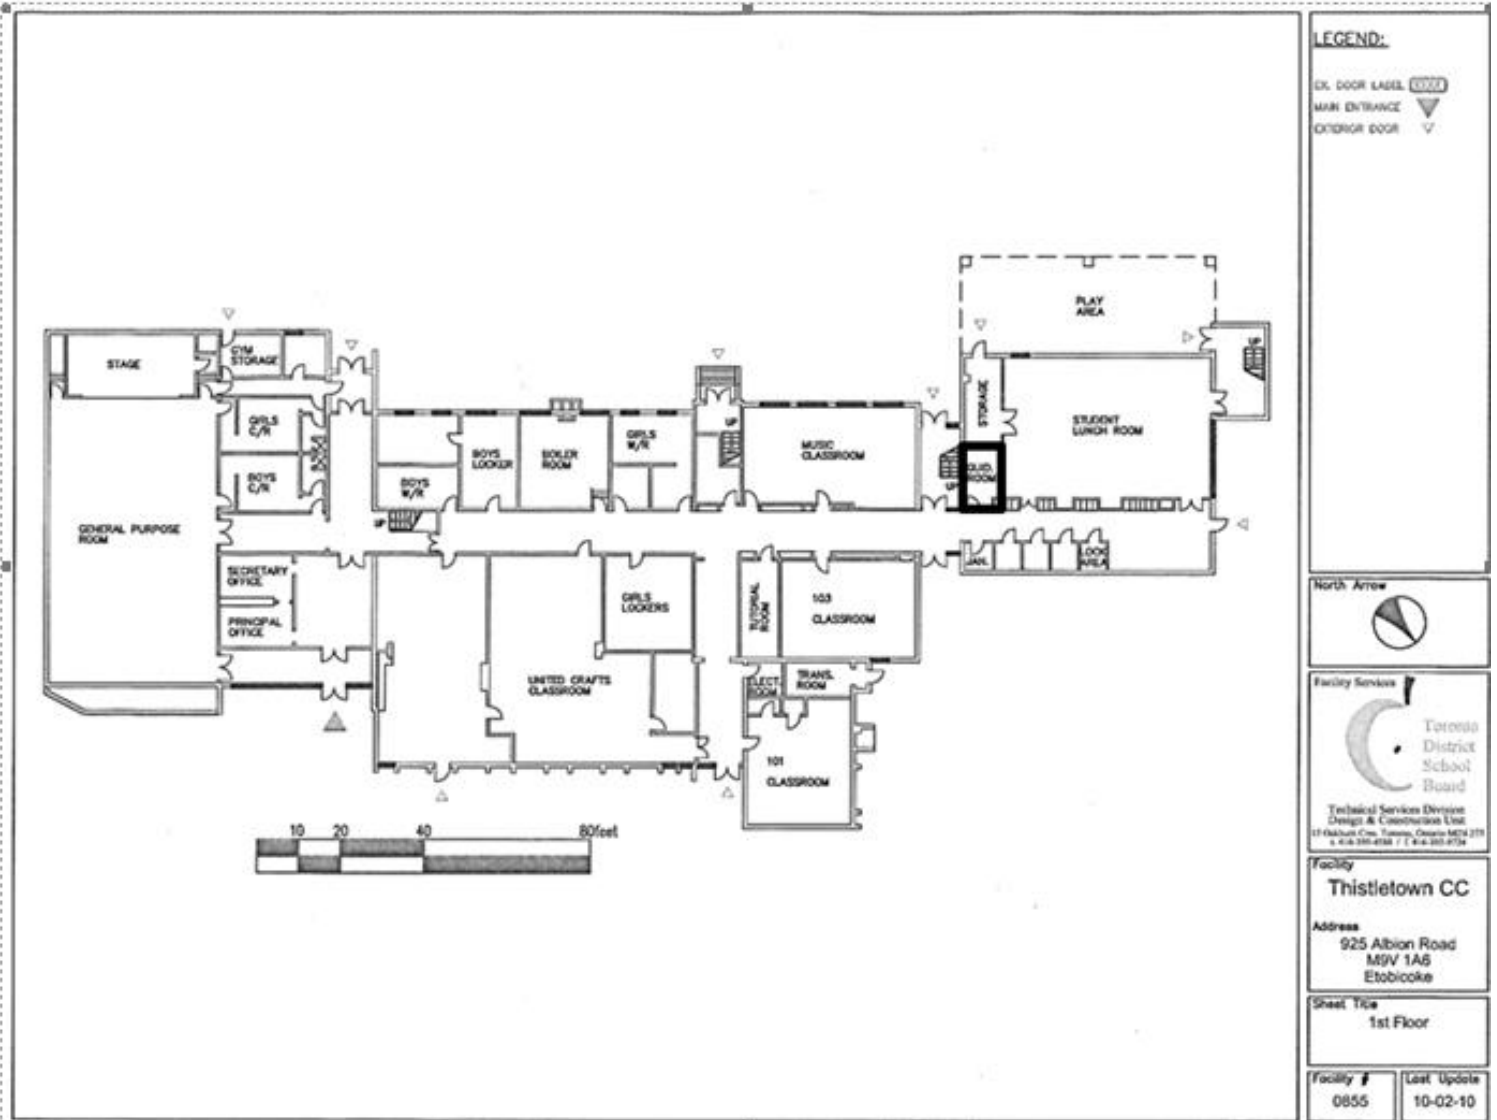 LEGEND:
EX. DOOR LABEL
MAIN ENTRANCE
EXTERIOR DOOR
PLAY
AREA
STAGE
GYM
STORAGE
UP
STORAGE
STUDENT
LUNCH ROOM
GIRLS
C/R
BOYS
C/R
BOYS
LOCKER
BOILER
ROOM
GIRLS
W/R
UP
MUSIC
CLASSROOM
ROOM
UP
BOYS
W/R
UP
GENERAL PURPOSE
ROOM
SECRETARY
OFFICE
PRINCIPAL
OFFICE
GIRLS
LOCKERS
TUTORIAL
ROOM
103
CLASSROOM
JAN.
LOCK
AREA
UNITED CRAFTS
CLASSROOM
ELECT.
ROOM
TRANS.
ROOM
101
CLASSROOM
10 20 40 80feet
North Arrow
Facility Services
Toronto
District
School
Board
Technical Services Division
Design & Construction Unit
Facility
Thistletown CC
Address
925 Albion Road
M9V 1A6
Etobicoke
Sheet Title
1st Floor
Facility #
0855
Last Update
10-02-10